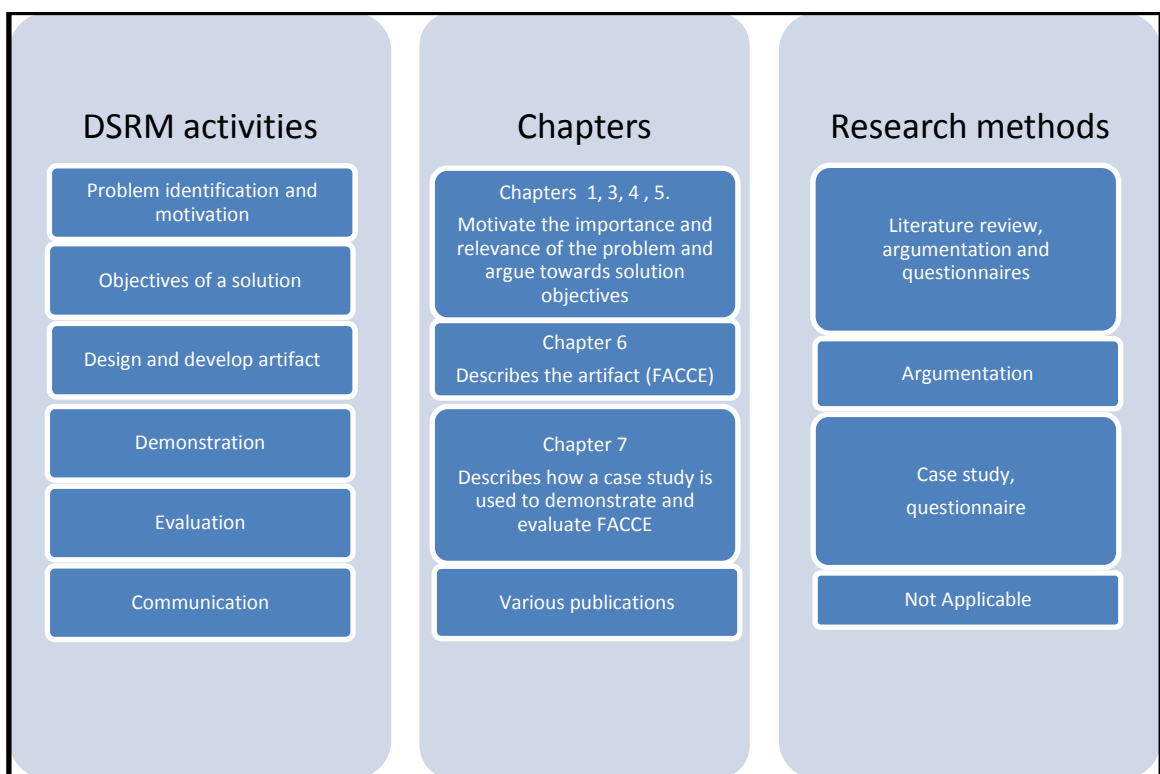 DSRM activities
Problem identification and
motivation
Objectives of a solution
Design and develop artifact
Demonstration
Evaluation
Communication
Chapters
Chapters 1, 3, 4 , 5.
Motivate the importance and
relevance of the problem and
argue towards solution
objectives
Chapter 6
Describes the artifact (FACCE)
Chapter 7
Describes how a case study is
used to demonstrate and
evaluate FACCE
Various publications
Research methods
Literature review,
argumentation and
questionnaires
Argumentation
Case study,
questionnaire
Not Applicable